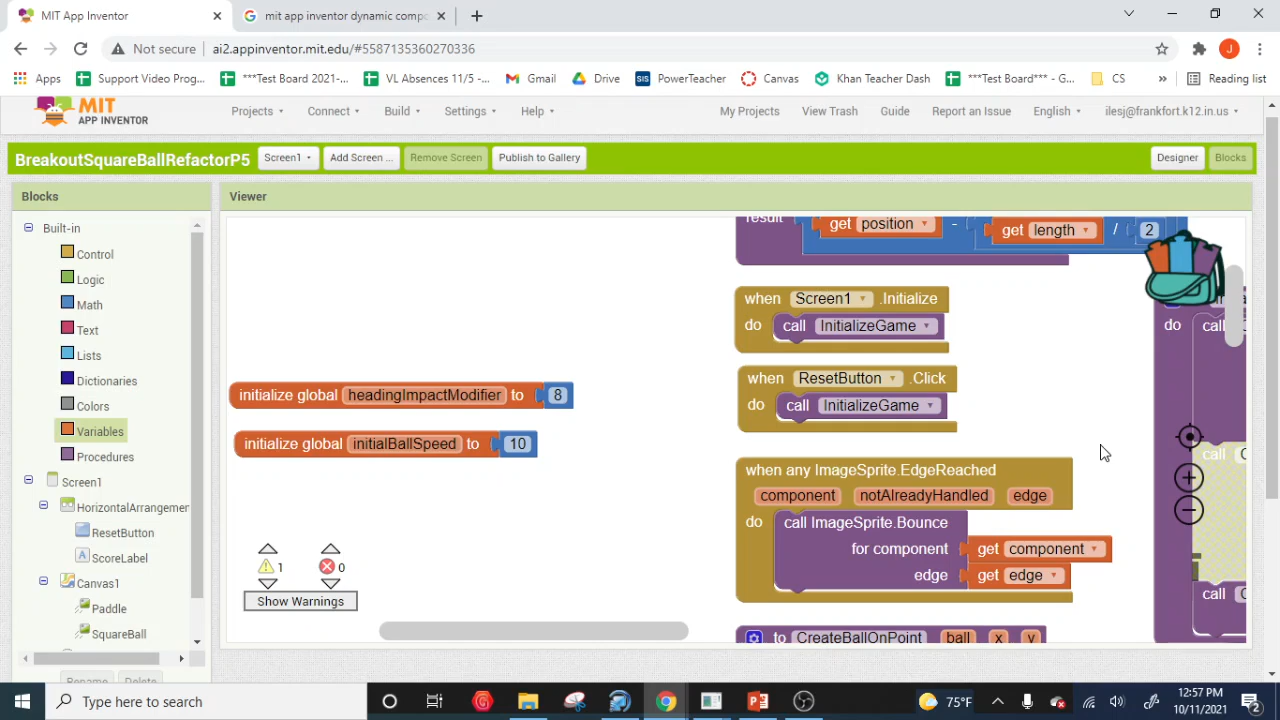 MIT App Inventor
mit app inventor dynamic compo
Not secure
ai2.appinventor.mit.edu/#5587135360270336
J
Apps
Support Video Prog...
***Test Board 2021-...
VL Absences 11/5 -...
Gmail
Drive
SIS
PowerTeacher
Canvas
Khan Teacher Dash
***Test Board*** - G...
CS
»
Reading list
MIT
APP INVENTOR
Projects
Connect
Build
Settings
Help
My Projects
View Trash
Guide
Report an Issue
English
ilesj@frankfort.k12.in.us
BreakoutSquareBallRefactorP5
Screen1
Add Screen ...
Remove Screen
Publish to Gallery
Designer
Blocks
Blocks
Viewer
Built-in
Control
Logic
Math
Text
Lists
Dictionaries
Colors
Variables
Procedures
Screen1
HorizontalArrangemen
ResetButton
A ScoreLabel
Canvas1
Paddle
SquareBall
Rename Delete
initialize global headingImpactModifier to 8
initialize global initialBallSpeed to 10
1
0
Show Warnings
result get position - get length / 2
when Screen1 .Initialize
do call InitializeGame
when ResetButton .Click
do call InitializeGame
when any ImageSprite.EdgeReached
component notAlreadyHandled edge
do call ImageSprite.Bounce
for component get component
edge get edge
to CreateBallOnPoint ball x y
do
Type here to search
75°F
12:57 PM
10/11/2021
2